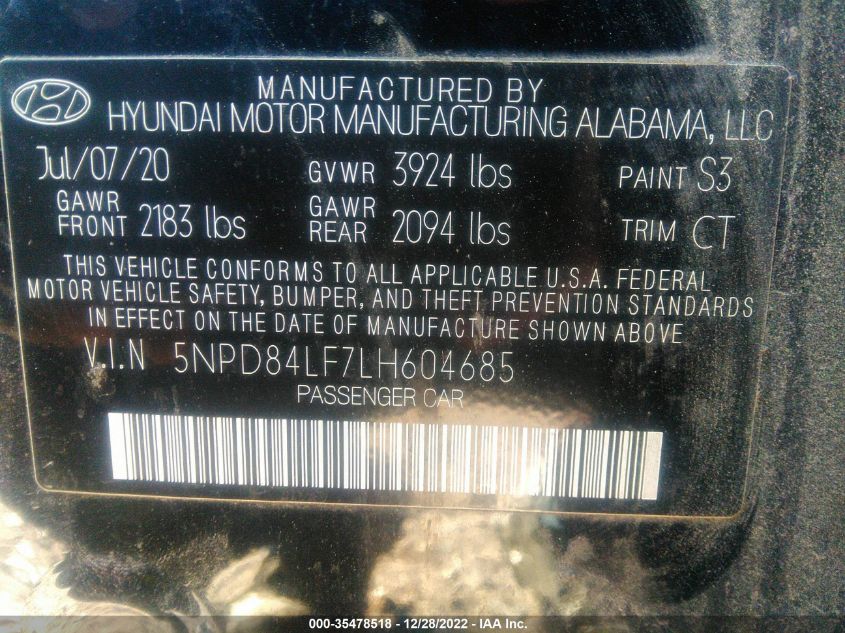 MANUFACTURED BY
HYUNDAI MOTOR MANUFACTURING ALABAMA, LLC
Jul/07/20 GVWR 3924 lbs PAINT S3
GAWR FRONT 2183 lbs GAWR REAR 2094 lbs TRIM CT
THIS VEHICLE CONFORMS TO ALL APPLICABLE U.S.A. FEDERAL
MOTOR VEHICLE SAFETY, BUMPER, AND THEFT PREVENTION STANDARDS
IN EFFECT ON THE DATE OF MANUFACTURE SHOWN ABOVE
V.I.N 5NPD84LF7LH604685
PASSENGER CAR
000-35478518 - 12/28/2022 - IAA Inc.